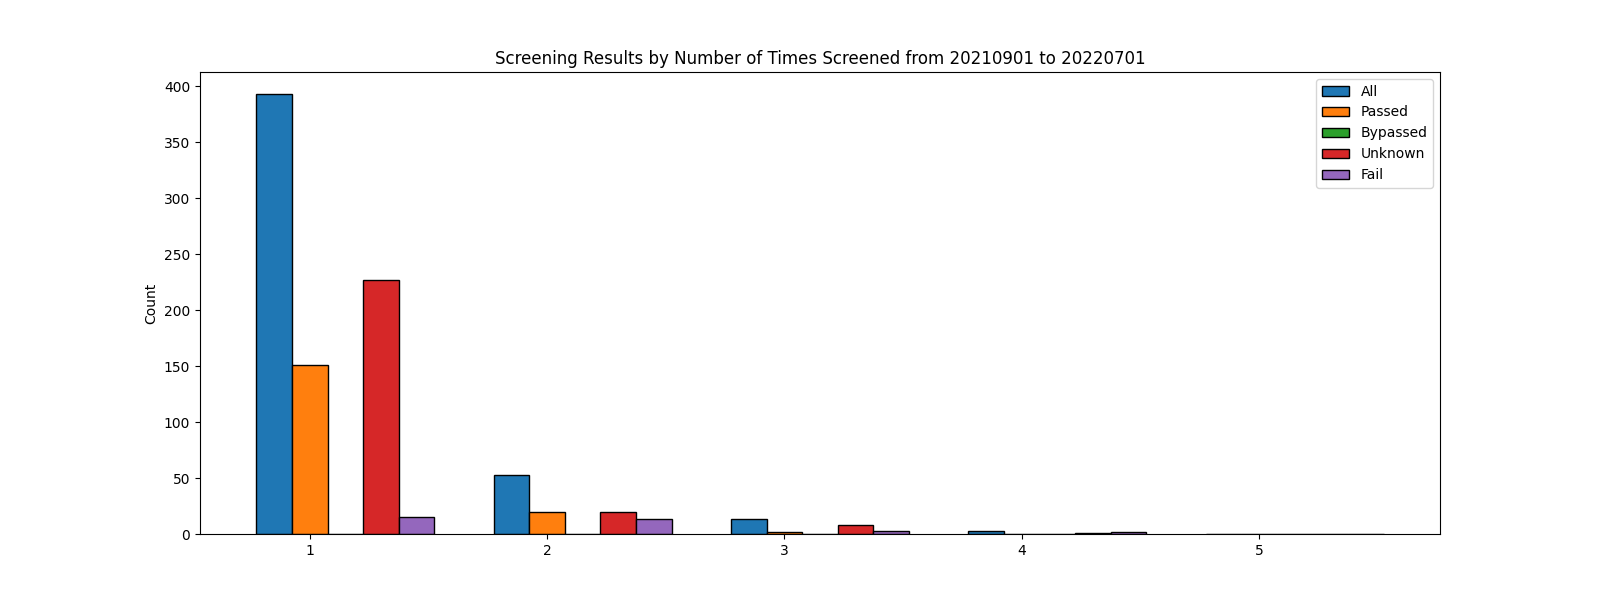 Screening Results by Number of Times Screened from 20210901 to 20220701
All
Passed
Bypassed
Unknown
Fail
Count
400
350
300
250
200
150
100
50
0
1 2 3 4 5